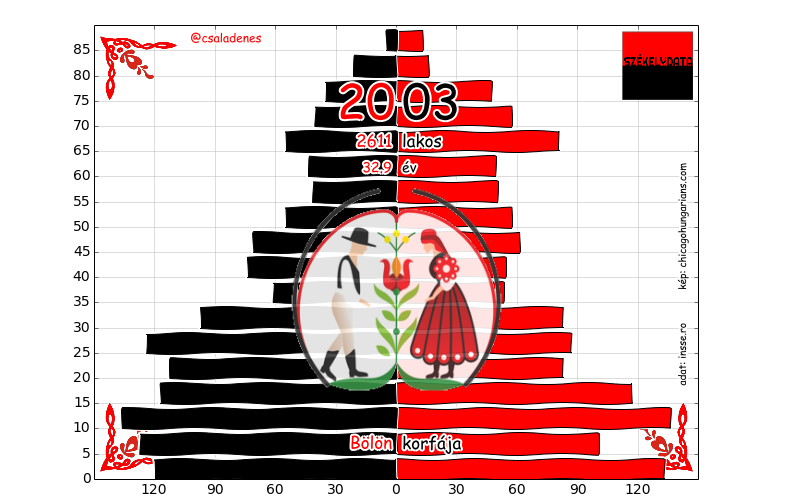 @csaladenes
SZÉKELYDATA
2003
2611 lakos
32.9 év
kép: chicagohungarians.com
adat: insse.ro
Bölön korfája
85
80
75
70
65
60
55
50
45
40
35
30
25
20
15
10
5
0
120 90 60 30 0 30 60 90 120